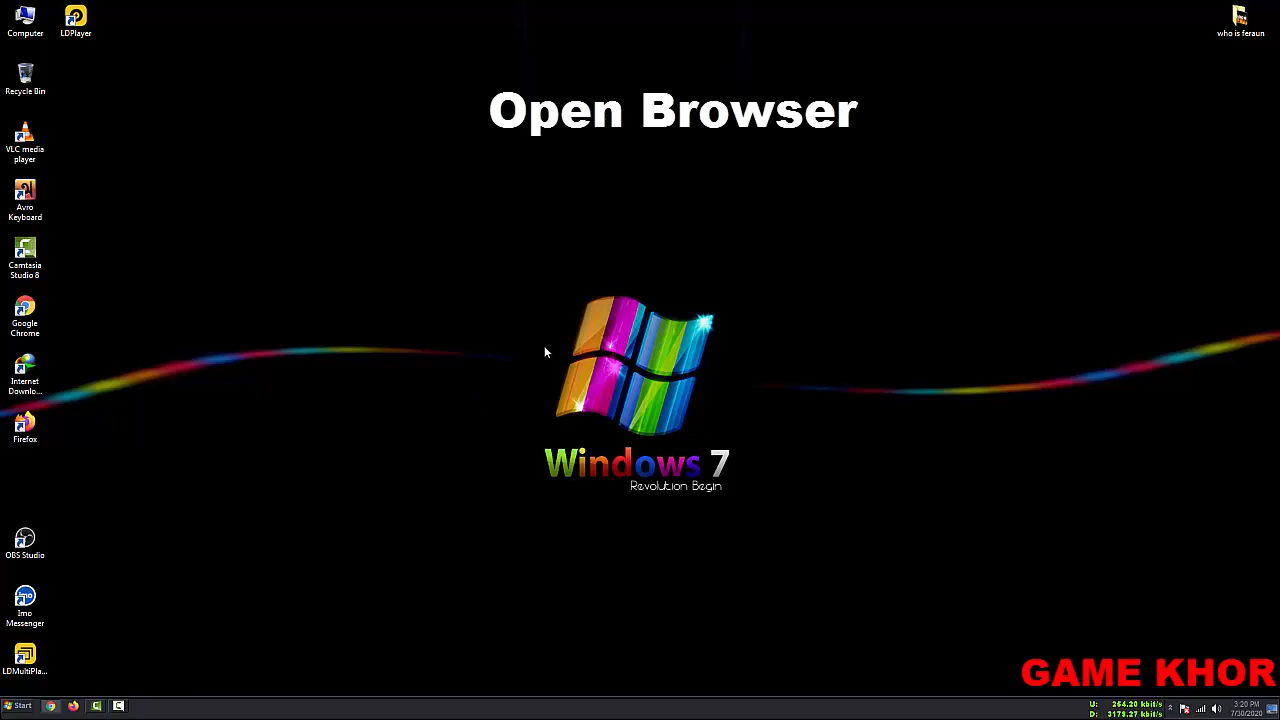 Computer
LDPlayer
who is feraun
Recycle Bin
Open Browser
VLC media
player
Avro
Keyboard
Camtasia
Studio 8
Google
Chrome
Internet
Downlo...
Firefox
Windows 7
Revolution Begin
OBS Studio
Imo
Messenger
LDMultiPla...
GAME KHOR
Start
U: 264.20 kbit/s
D: 3178.27 kbit/s
3:20 PM
7/30/2020